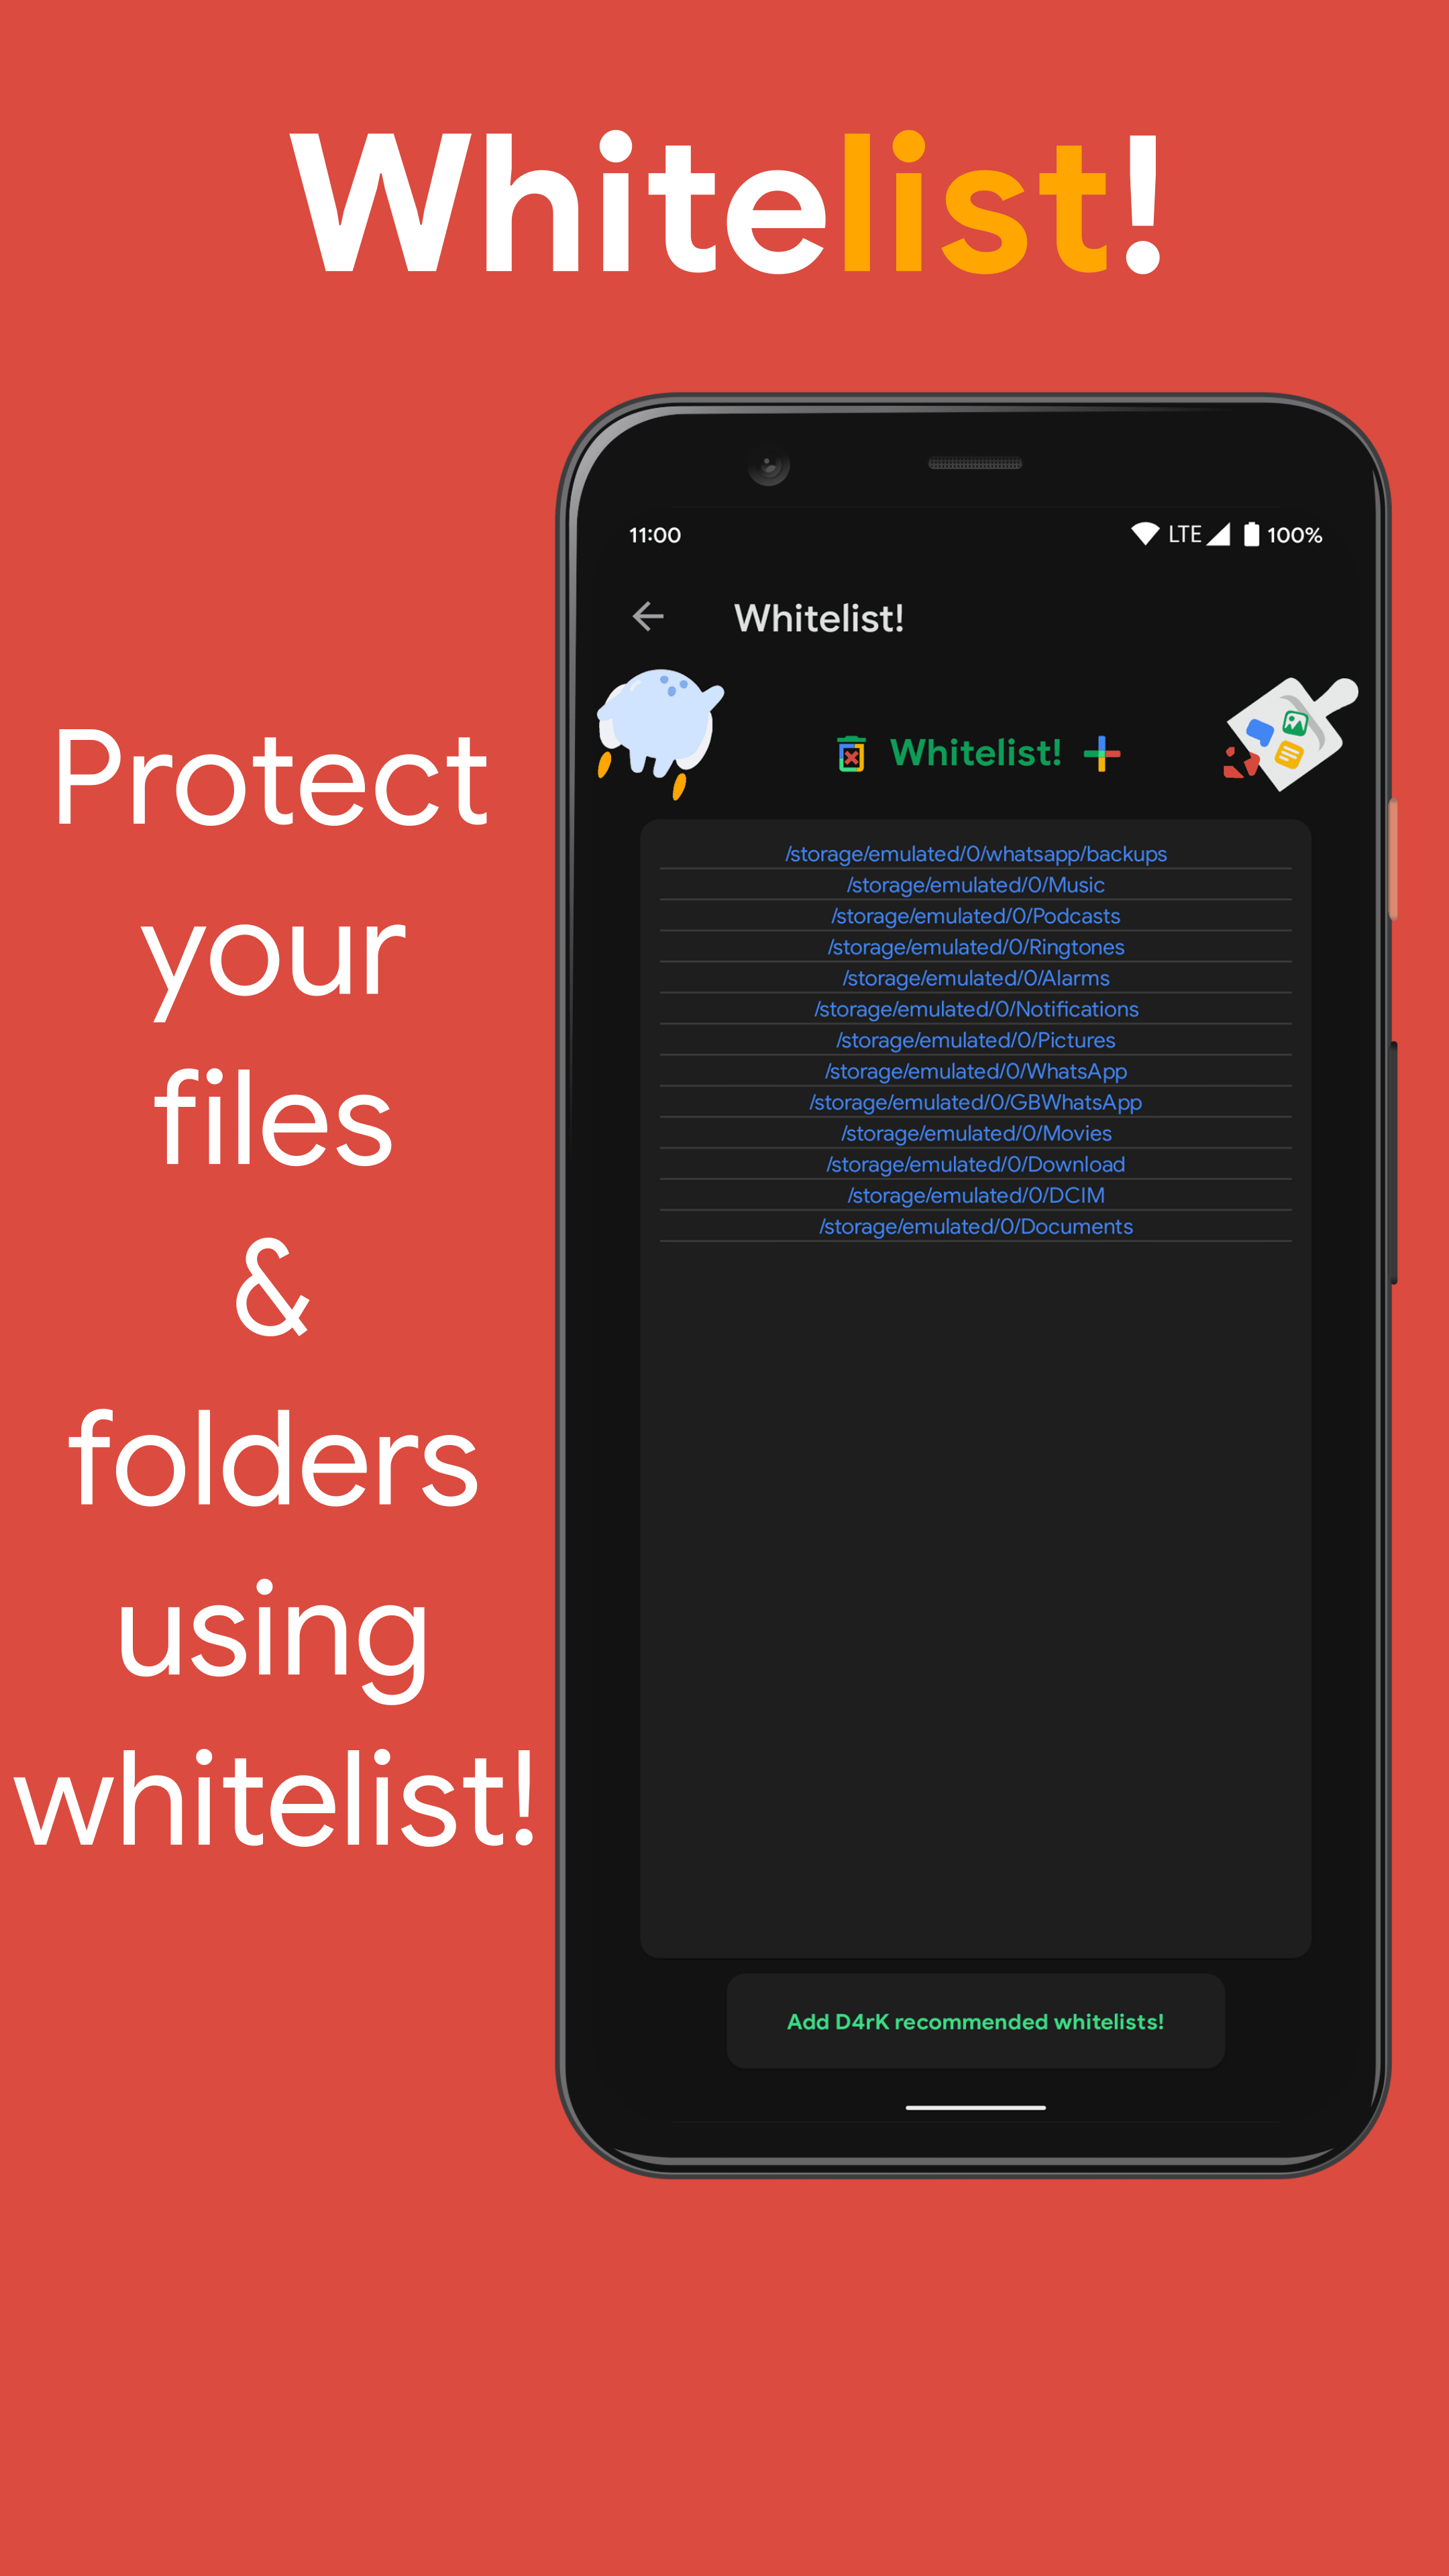 Whitelist!
Protect
your
files
&
folders
using
whitelist!
11:00 LTE 100%
Whitelist!
Whitelist!
/storage/emulated/0/whatsapp/backups
/storage/emulated/0/Music
/storage/emulated/0/Podcasts
/storage/emulated/0/Ringtones
/storage/emulated/0/Alarms
/storage/emulated/0/Notifications
/storage/emulated/0/Pictures
/storage/emulated/0/WhatsApp
/storage/emulated/0/GBWhatsApp
/storage/emulated/0/Movies
/storage/emulated/0/Download
/storage/emulated/0/DCIM
/storage/emulated/0/Documents
Add D4rK recommended whitelists!